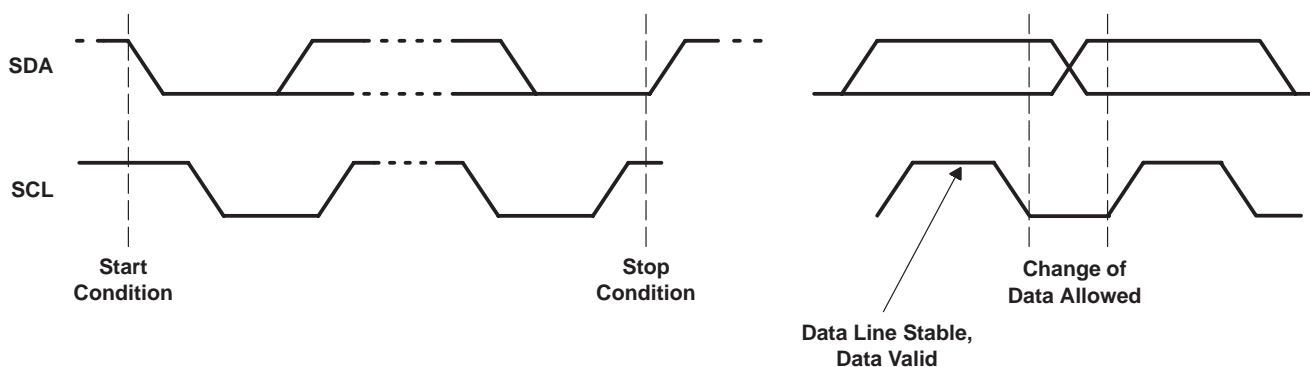 SDA
SCL
Start
Condition
Stop
Condition
Change of
Data Allowed
Data Line Stable,
Data Valid